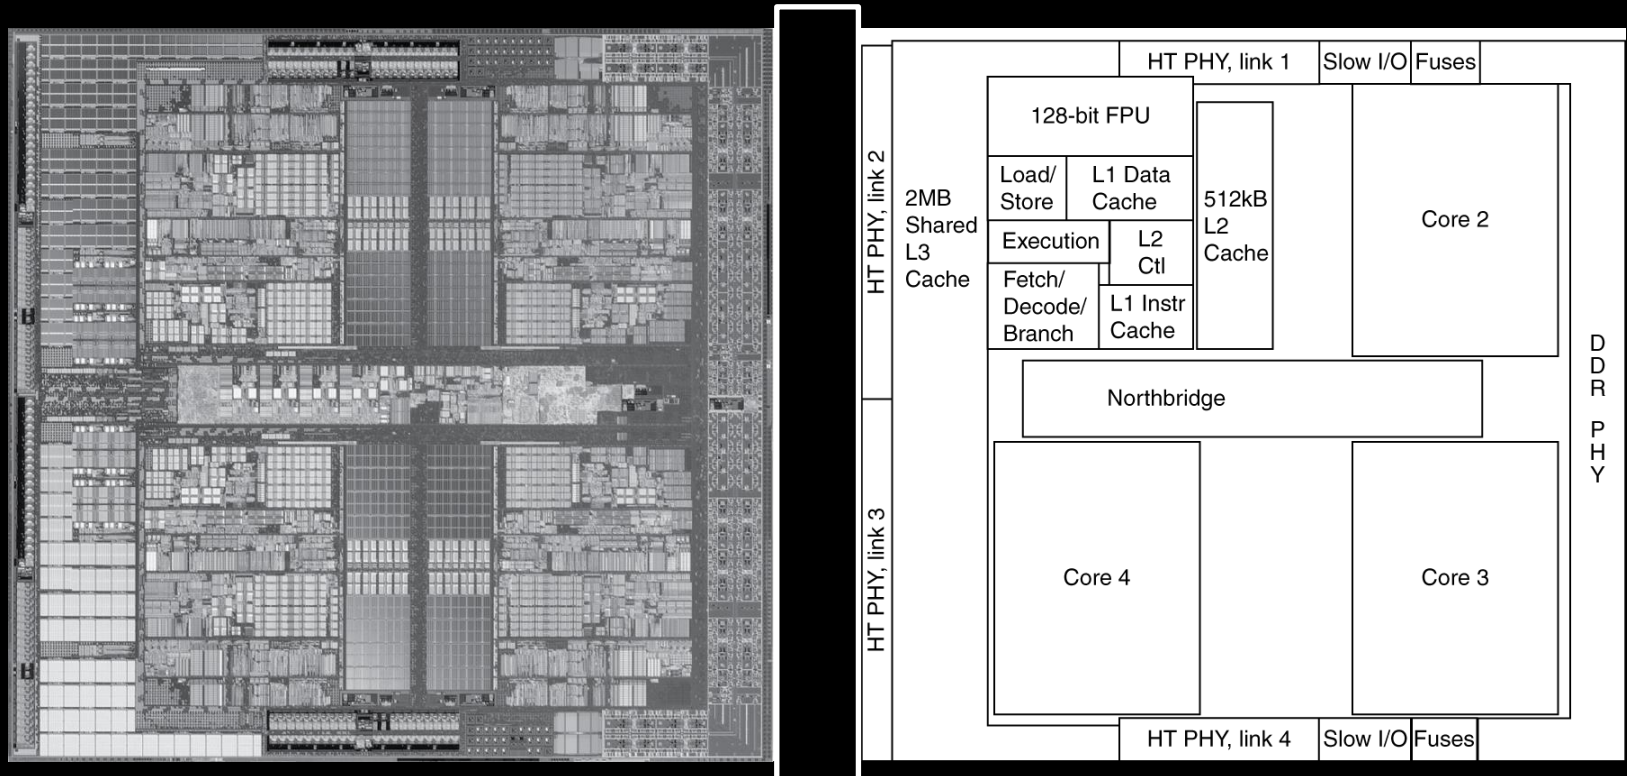 HT PHY, link 1
Slow I/O
Fuses
HT PHY, link 2
2MB
Shared
L3
Cache
128-bit FPU
Load/
Store
L1 Data
Cache
Execution
L2
Ctl
Fetch/
Decode/
Branch
L1 Instr
Cache
512kB
L2
Cache
Core 2
Northbridge
DDR PHY
HT PHY, link 3
Core 4
Core 3
HT PHY, link 4
Slow I/O
Fuses